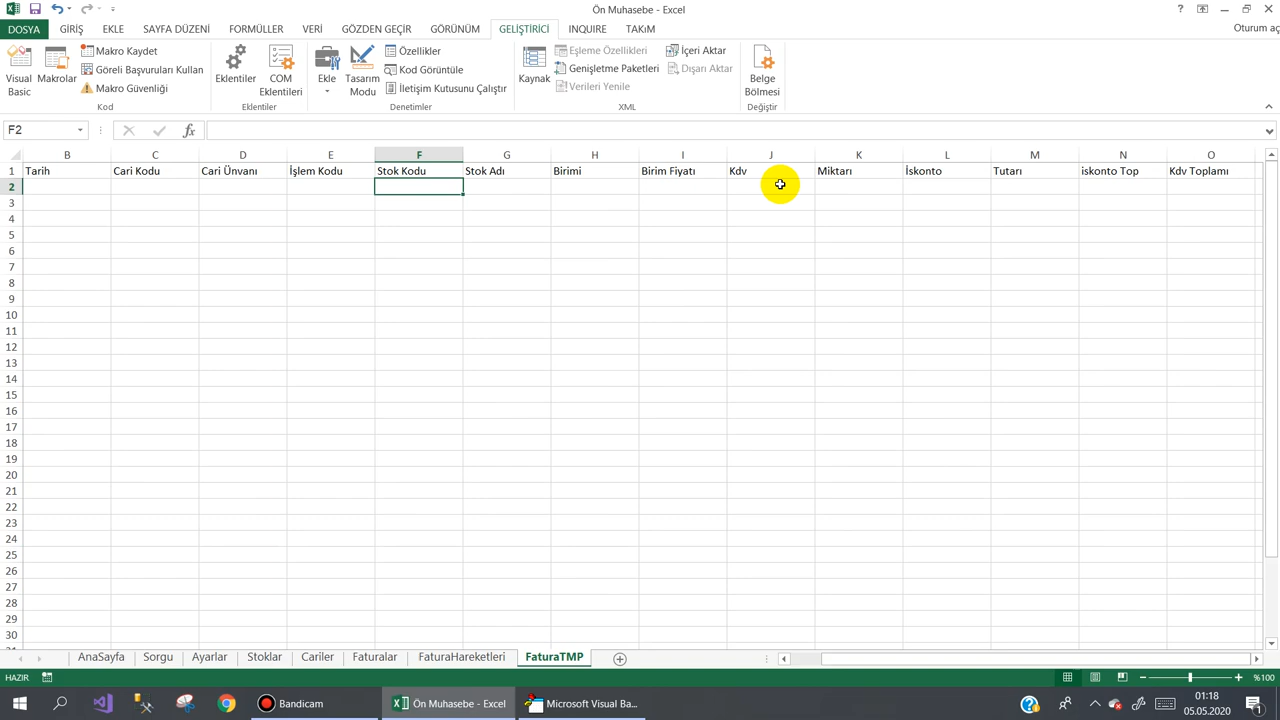 Ön Muhasebe - Excel
?
DOSYA GİRİŞ EKLE SAYFA DÜZENİ FORMÜLLER VERİ GÖZDEN GEÇİR GÖRÜNÜM GELİŞTİRİCİ INQUIRE TAKIM Oturum aç
Visual Basic
Makrolar
Makro Kaydet
Göreli Başvuruları Kullan
Makro Güvenliği
Kod
Eklentiler
COM Eklentileri
Eklentiler
Ekle
Tasarım Modu
Özellikler
Kod Görüntüle
İletişim Kutusunu Çalıştır
Denetimler
Kaynak
Eşleme Özellikleri
Genişletme Paketleri
Verileri Yenile
İçeri Aktar
Dışarı Aktar
XML
Belge Bölmesi
Değiştir
F2 fx
B C D E F G H I J K L M N O
1 Tarih Cari Kodu Cari Ünvanı İşlem Kodu Stok Kodu Stok Adı Birimi Birim Fiyatı Kdv Miktarı İskonto Tutarı iskonto Top Kdv Toplamı
2
3
4
5
6
7
8
9
10
11
12
13
14
15
16
17
18
19
20
21
22
23
24
25
26
27
28
29
30
AnaSayfa Sorgu Ayarlar Stoklar Cariler Faturalar FaturaHareketleri FaturaTMP
HAZIR %100
Bandicam Ön Muhasebe - Excel Microsoft Visual Ba...
01:18
05.05.2020
1